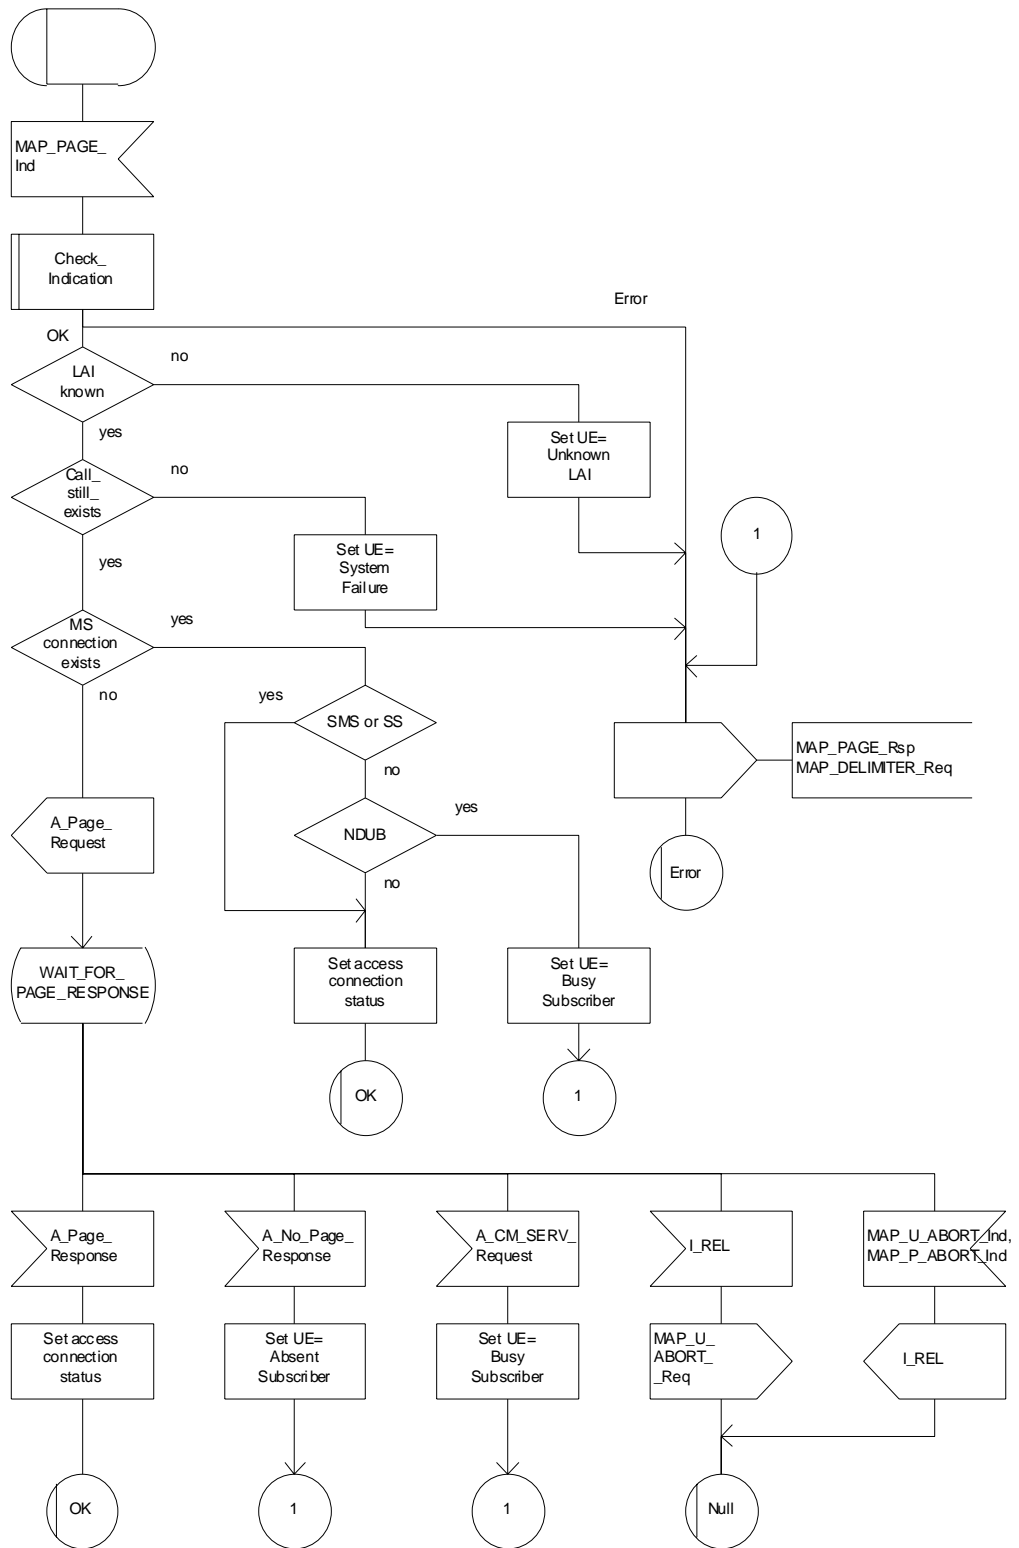 MAP_PAGE_
Ind
Check_
Indication
Error
OK
no
LAI
known
yes
Set UE=
Unknown
LAI
no
Call_
still_
exists
yes
Set UE=
System
Failure
1
yes
MS
connection
exists
no
yes
SMS or SS
no
MAP_PAGE_Rsp
MAP_DELIMITER_Req
A_Page_
Request
yes
NDUB
no
Error
WAIT_FOR_
PAGE_RESPONSE
Set access
connection
status
Set UE=
Busy
Subscriber
OK
1
A_Page_
Response
A_No_Page_
Response
A_CM_SERV_
Request
I_REL
MAP_U_ABORT_Ind,
MAP_P_ABORT_Ind
Set access
connection
status
Set UE=
Absent
Subscriber
Set UE=
Busy
Subscriber
MAP_U_
ABORT_
_Req
I_REL
OK
1
1
Null